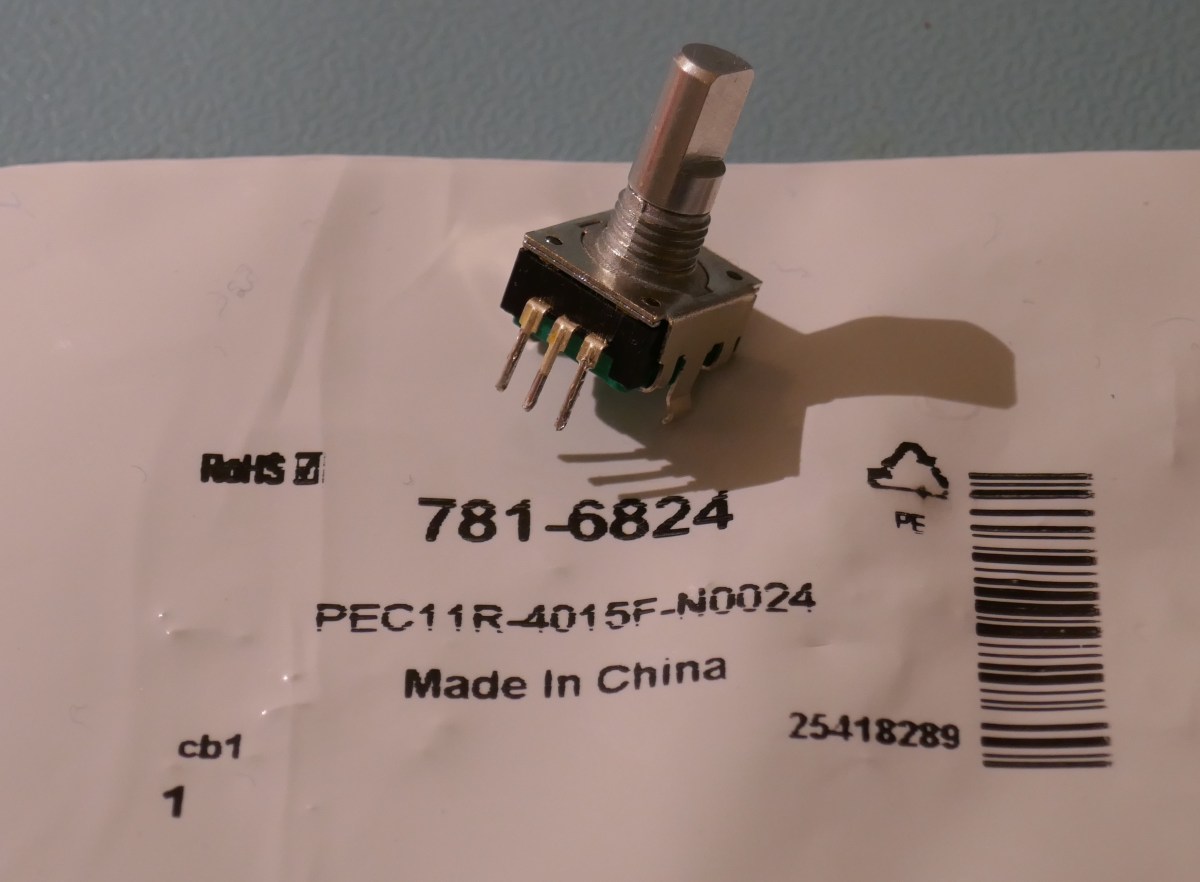 RoHS
781-6824
PE
PEC11R-4015F-N0024
Made In China
25418289
cb1
1